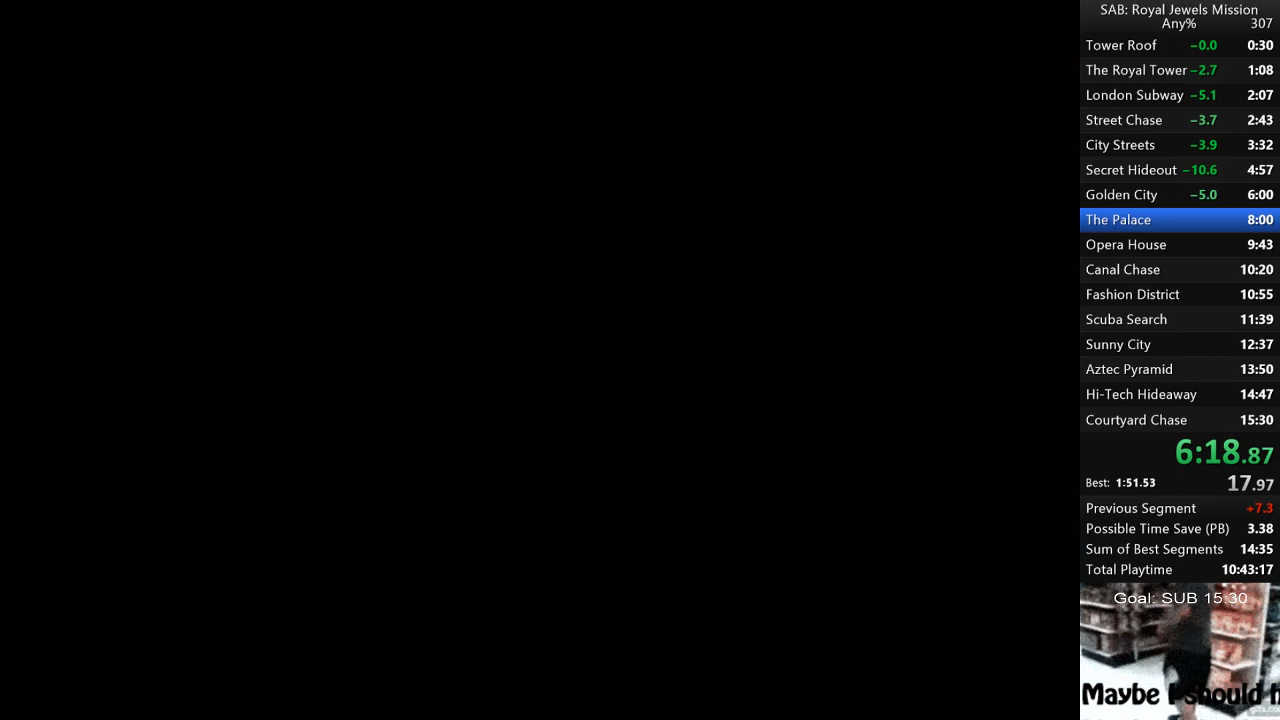 SAB: Royal Jewels Mission
Any% 307
Tower Roof −0.0 0:30
The Royal Tower −2.7 1:08
London Subway −5.1 2:07
Street Chase −3.7 2:43
City Streets −3.9 3:32
Secret Hideout −10.6 4:57
Golden City −5.0 6:00
The Palace 8:00
Opera House 9:43
Canal Chase 10:20
Fashion District 10:55
Scuba Search 11:39
Sunny City 12:37
Aztec Pyramid 13:50
Hi-Tech Hideaway 14:47
Courtyard Chase 15:30
6:18.87
Best: 1:51.53 17.97
Previous Segment +7.3
Possible Time Save (PB) 3.38
Sum of Best Segments 14:35
Total Playtime 10:43:17
Goal: SUB 15:30
Maybe I should